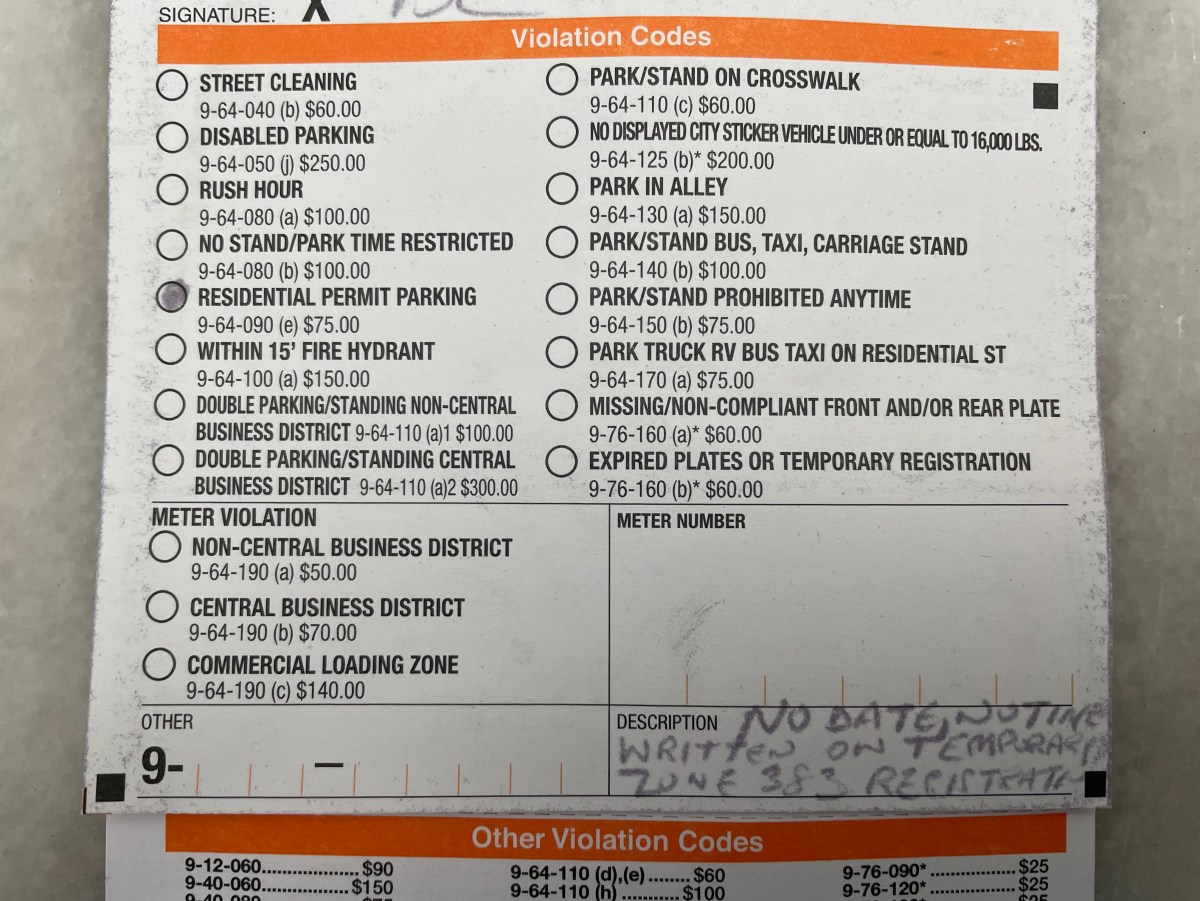 SIGNATURE: X
Violation Codes
STREET CLEANING
9-64-040 (b) $60.00
DISABLED PARKING
9-64-050 (j) $250.00
RUSH HOUR
9-64-080 (a) $100.00
NO STAND/PARK TIME RESTRICTED
9-64-080 (b) $100.00
RESIDENTIAL PERMIT PARKING
9-64-090 (e) $75.00
WITHIN 15' FIRE HYDRANT
9-64-100 (a) $150.00
DOUBLE PARKING/STANDING NON-CENTRAL
BUSINESS DISTRICT 9-64-110 (a)1 $100.00
DOUBLE PARKING/STANDING CENTRAL
BUSINESS DISTRICT 9-64-110 (a)2 $300.00
PARK/STAND ON CROSSWALK
9-64-110 (c) $60.00
NO DISPLAYED CITY STICKER VEHICLE UNDER OR EQUAL TO 16,000 LBS.
9-64-125 (b)* $200.00
PARK IN ALLEY
9-64-130 (a) $150.00
PARK/STAND BUS, TAXI, CARRIAGE STAND
9-64-140 (b) $100.00
PARK/STAND PROHIBITED ANYTIME
9-64-150 (b) $75.00
PARK TRUCK RV BUS TAXI ON RESIDENTIAL ST
9-64-170 (a) $75.00
MISSING/NON-COMPLIANT FRONT AND/OR REAR PLATE
9-76-160 (a)* $60.00
EXPIRED PLATES OR TEMPORARY REGISTRATION
9-76-160 (b)* $60.00
METER VIOLATION
NON-CENTRAL BUSINESS DISTRICT
9-64-190 (a) $50.00
CENTRAL BUSINESS DISTRICT
9-64-190 (b) $70.00
COMMERCIAL LOADING ZONE
9-64-190 (c) $140.00
METER NUMBER
OTHER
9- –
DESCRIPTION NO DATE, NO TIME
WRITTEN ON TEMPORARY
ZONE 383
Other Violation Codes
9-12-060..............$90
9-40-060..............$150
9-64-110 (d),(e)........$60
9-64-110 (h)...........$100
9-76-090*..............$25
9-76-120*..............$25